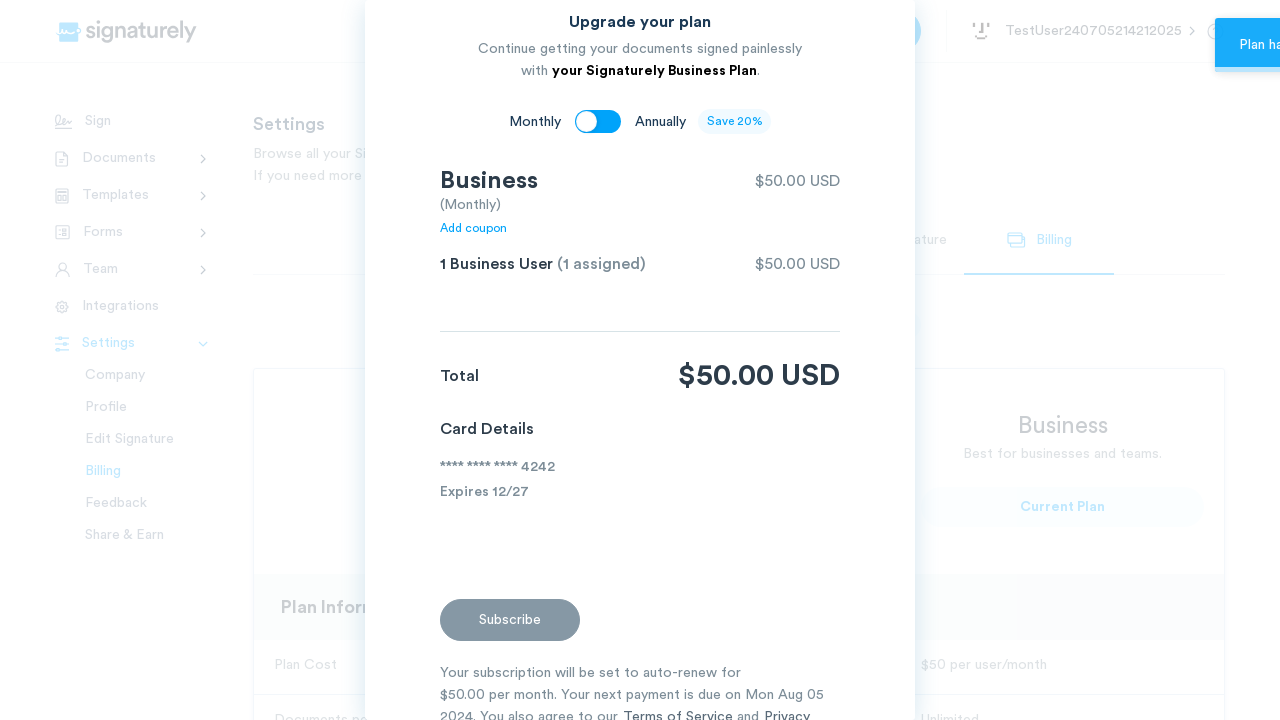 Upgrade your plan
Continue getting your documents signed painlessly
with your Signaturely Business Plan.
Monthly
Annually
Save 20%
Business
$50.00 USD
(Monthly)
Add coupon
1 Business User (1 assigned)
$50.00 USD
Total
$50.00 USD
Card Details
**** **** **** 4242
Expires 12/27
Subscribe
Your subscription will be set to auto-renew for
$50.00 per month. Your next payment is due on Mon Aug 05
2024. You also agree to our Terms of Service and Privacy
signaturely
TestUser240705214212025
Plan ha
Sign
Documents
Templates
Forms
Team
Integrations
Settings
Company
Profile
Edit Signature
Billing
Feedback
Share & Earn
Settings
Browse all your Si
If you need more
ature
Billing
Business
Best for businesses and teams.
Current Plan
Plan Inform
Plan Cost
$50 per user/month
Documents pe
Unlimited